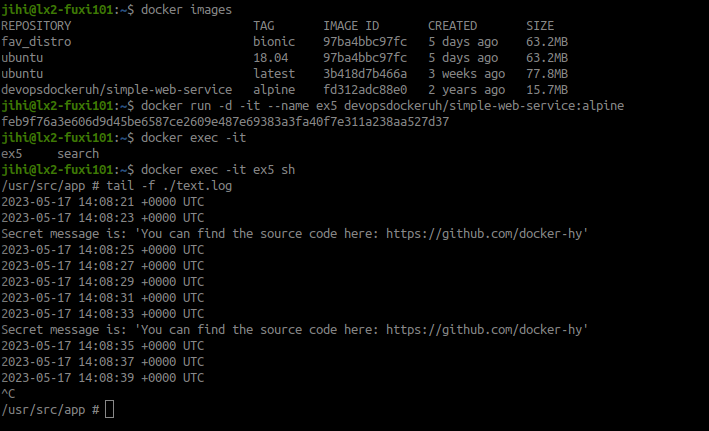 jihi@lx2-fuxi101:~$ docker images
REPOSITORY                         TAG       IMAGE ID       CREATED       SIZE
fav_distro                         bionic    97ba4bbc97fc   5 days ago    63.2MB
ubuntu                             18.04     97ba4bbc97fc   5 days ago    63.2MB
ubuntu                             latest    3b418d7b466a   3 weeks ago   77.8MB
devopsdockeruh/simple-web-service  alpine    fd312adc88e0   2 years ago   15.7MB
jihi@lx2-fuxi101:~$ docker run -d -it --name ex5 devopsdockeruh/simple-web-service:alpine
feb9f76a3e606d9d45be6587ce2609e487e69383a3fa40f7e311a238aa527d37
jihi@lx2-fuxi101:~$ docker exec -it
ex5     search
jihi@lx2-fuxi101:~$ docker exec -it ex5 sh
/usr/src/app # tail -f ./text.log
2023-05-17 14:08:21 +0000 UTC
2023-05-17 14:08:23 +0000 UTC
Secret message is: 'You can find the source code here: https://github.com/docker-hy'
2023-05-17 14:08:25 +0000 UTC
2023-05-17 14:08:27 +0000 UTC
2023-05-17 14:08:29 +0000 UTC
2023-05-17 14:08:31 +0000 UTC
2023-05-17 14:08:33 +0000 UTC
Secret message is: 'You can find the source code here: https://github.com/docker-hy'
2023-05-17 14:08:35 +0000 UTC
2023-05-17 14:08:37 +0000 UTC
2023-05-17 14:08:39 +0000 UTC
^C
/usr/src/app #